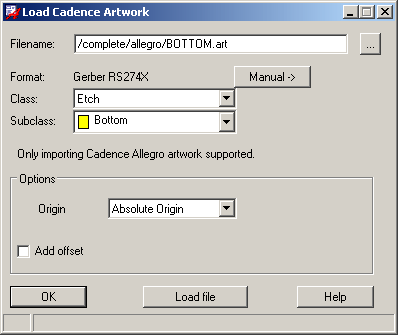 Load Cadence Artwork
Filename: /complete/allegro/BOTTOM.art ...
Format: Gerber RS274X Manual ->
Class: Etch
Subclass: Bottom
Only importing Cadence Allegro artwork supported.
Options
Origin Absolute Origin
Add offset
OK Load file Help